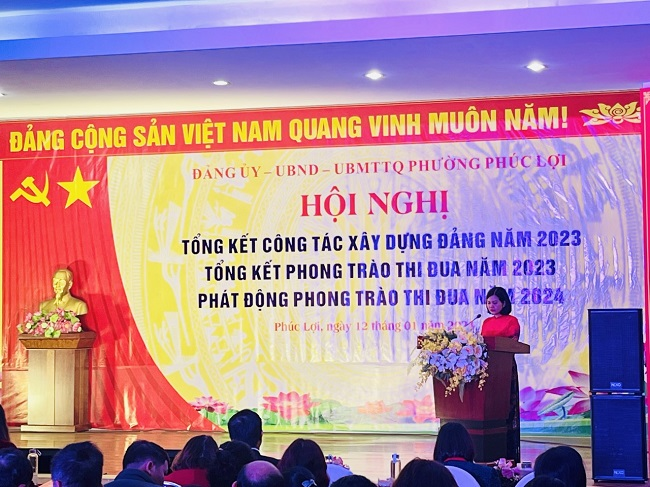 ĐẢNG CỘNG SẢN VIỆT NAM QUANG VINH MUÔN NĂM!
ĐẢNG ỦY – UBND – UBMTTQ PHƯỜNG PHÚC LỢI
HỘI NGHỊ
TỔNG KẾT CÔNG TÁC XÂY DỰNG ĐẢNG NĂM 2023
TỔNG KẾT PHONG TRÀO THI ĐUA NĂM 2023
PHÁT ĐỘNG PHONG TRÀO THI ĐUA NĂM 2024
Phúc Lợi, ngày 12 tháng 01 năm